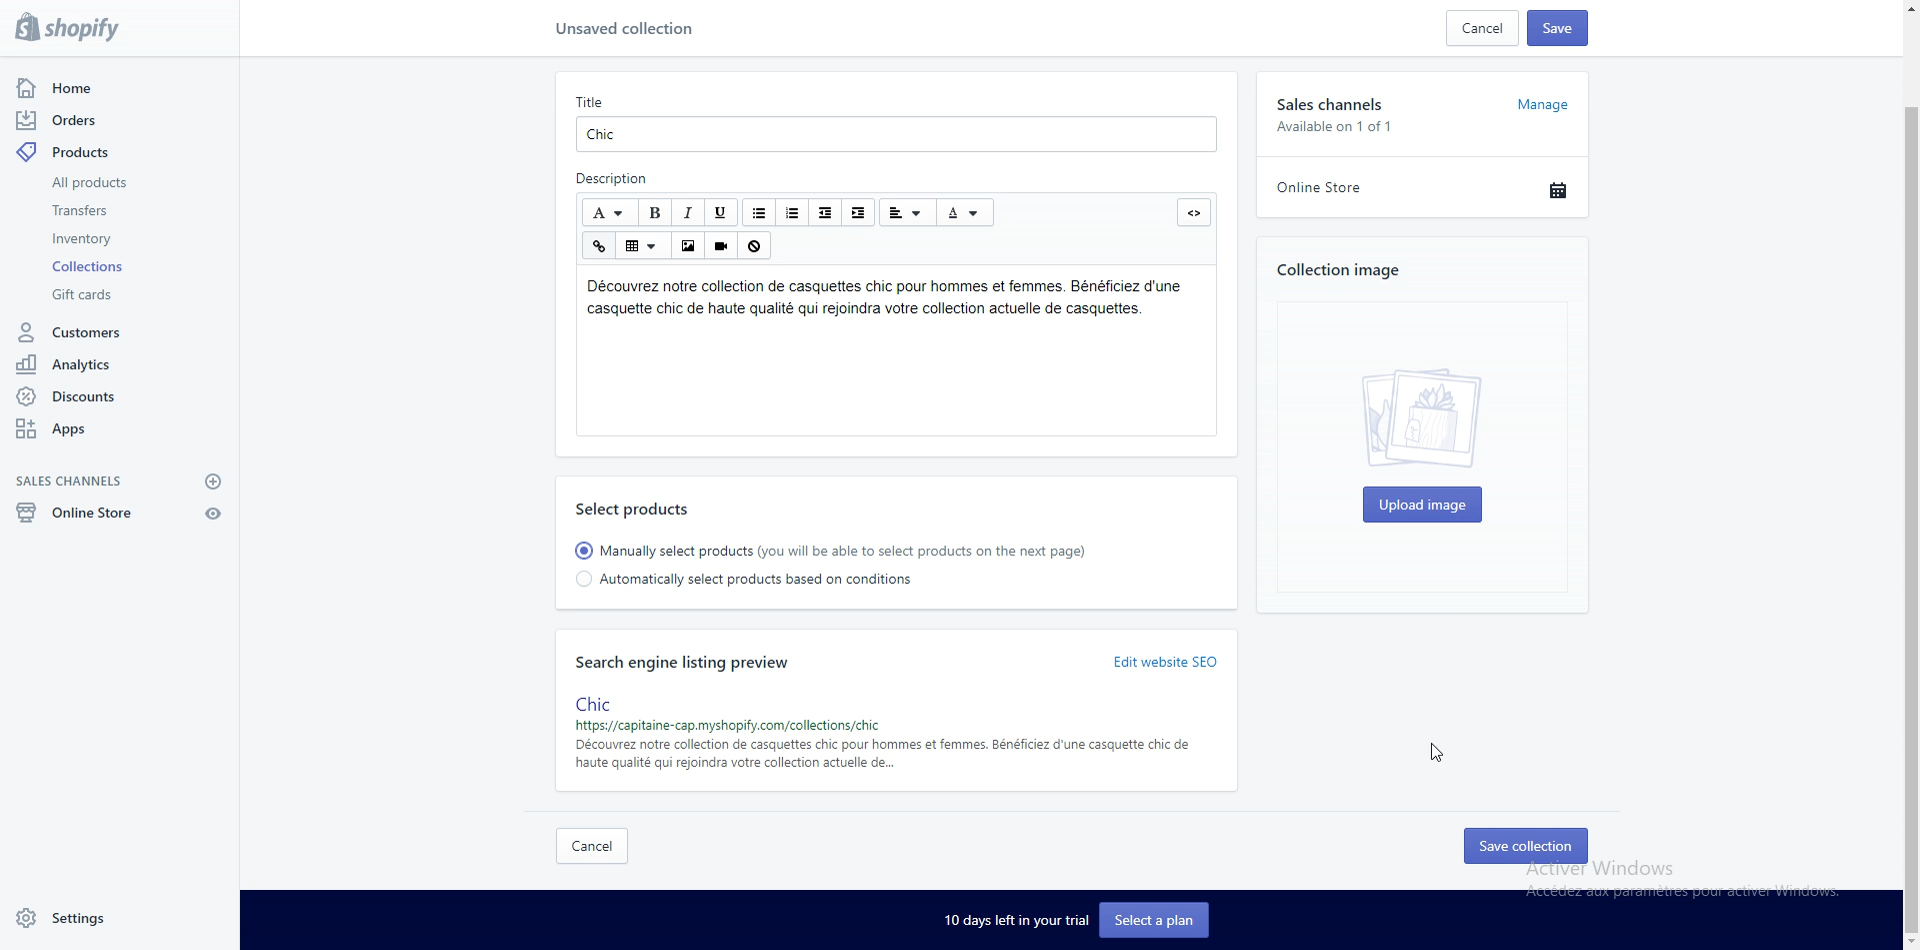 shopify
Unsaved collection
Cancel
Save
Home
Orders
Products
All products
Transfers
Inventory
Collections
Gift cards
Customers
Analytics
Discounts
Apps
SALES CHANNELS
Online Store
Settings
Title
Chic
Description
A
B
I
U
A
<>
Découvrez notre collection de casquettes chic pour hommes et femmes. Bénéficiez d'une
casquette chic de haute qualité qui rejoindra votre collection actuelle de casquettes.
Select products
Manually select products (you will be able to select products on the next page)
Automatically select products based on conditions
Search engine listing preview
Edit website SEO
Chic
https://capitaine-cap.myshopify.com/collections/chic
Découvrez notre collection de casquettes chic pour hommes et femmes. Bénéficiez d'une casquette chic de
haute qualité qui rejoindra votre collection actuelle de...
Sales channels
Manage
Available on 1 of 1
Online Store
Collection image
Upload image
Cancel
Save collection
Activer Windows
Accédez aux paramètres pour activer Windows.
10 days left in your trial
Select a plan